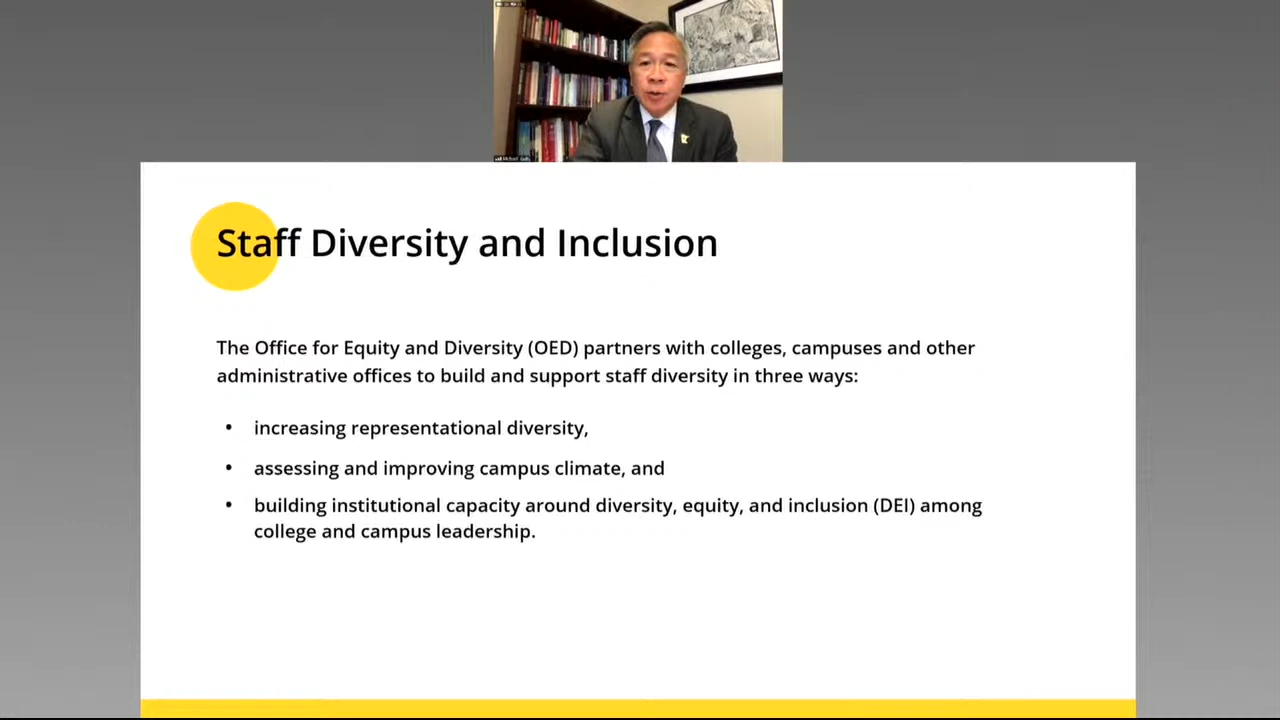 Staff Diversity and Inclusion
The Office for Equity and Diversity (OED) partners with colleges, campuses and other
administrative offices to build and support staff diversity in three ways:
• increasing representational diversity,
• assessing and improving campus climate, and
• building institutional capacity around diversity, equity, and inclusion (DEI) among
college and campus leadership.